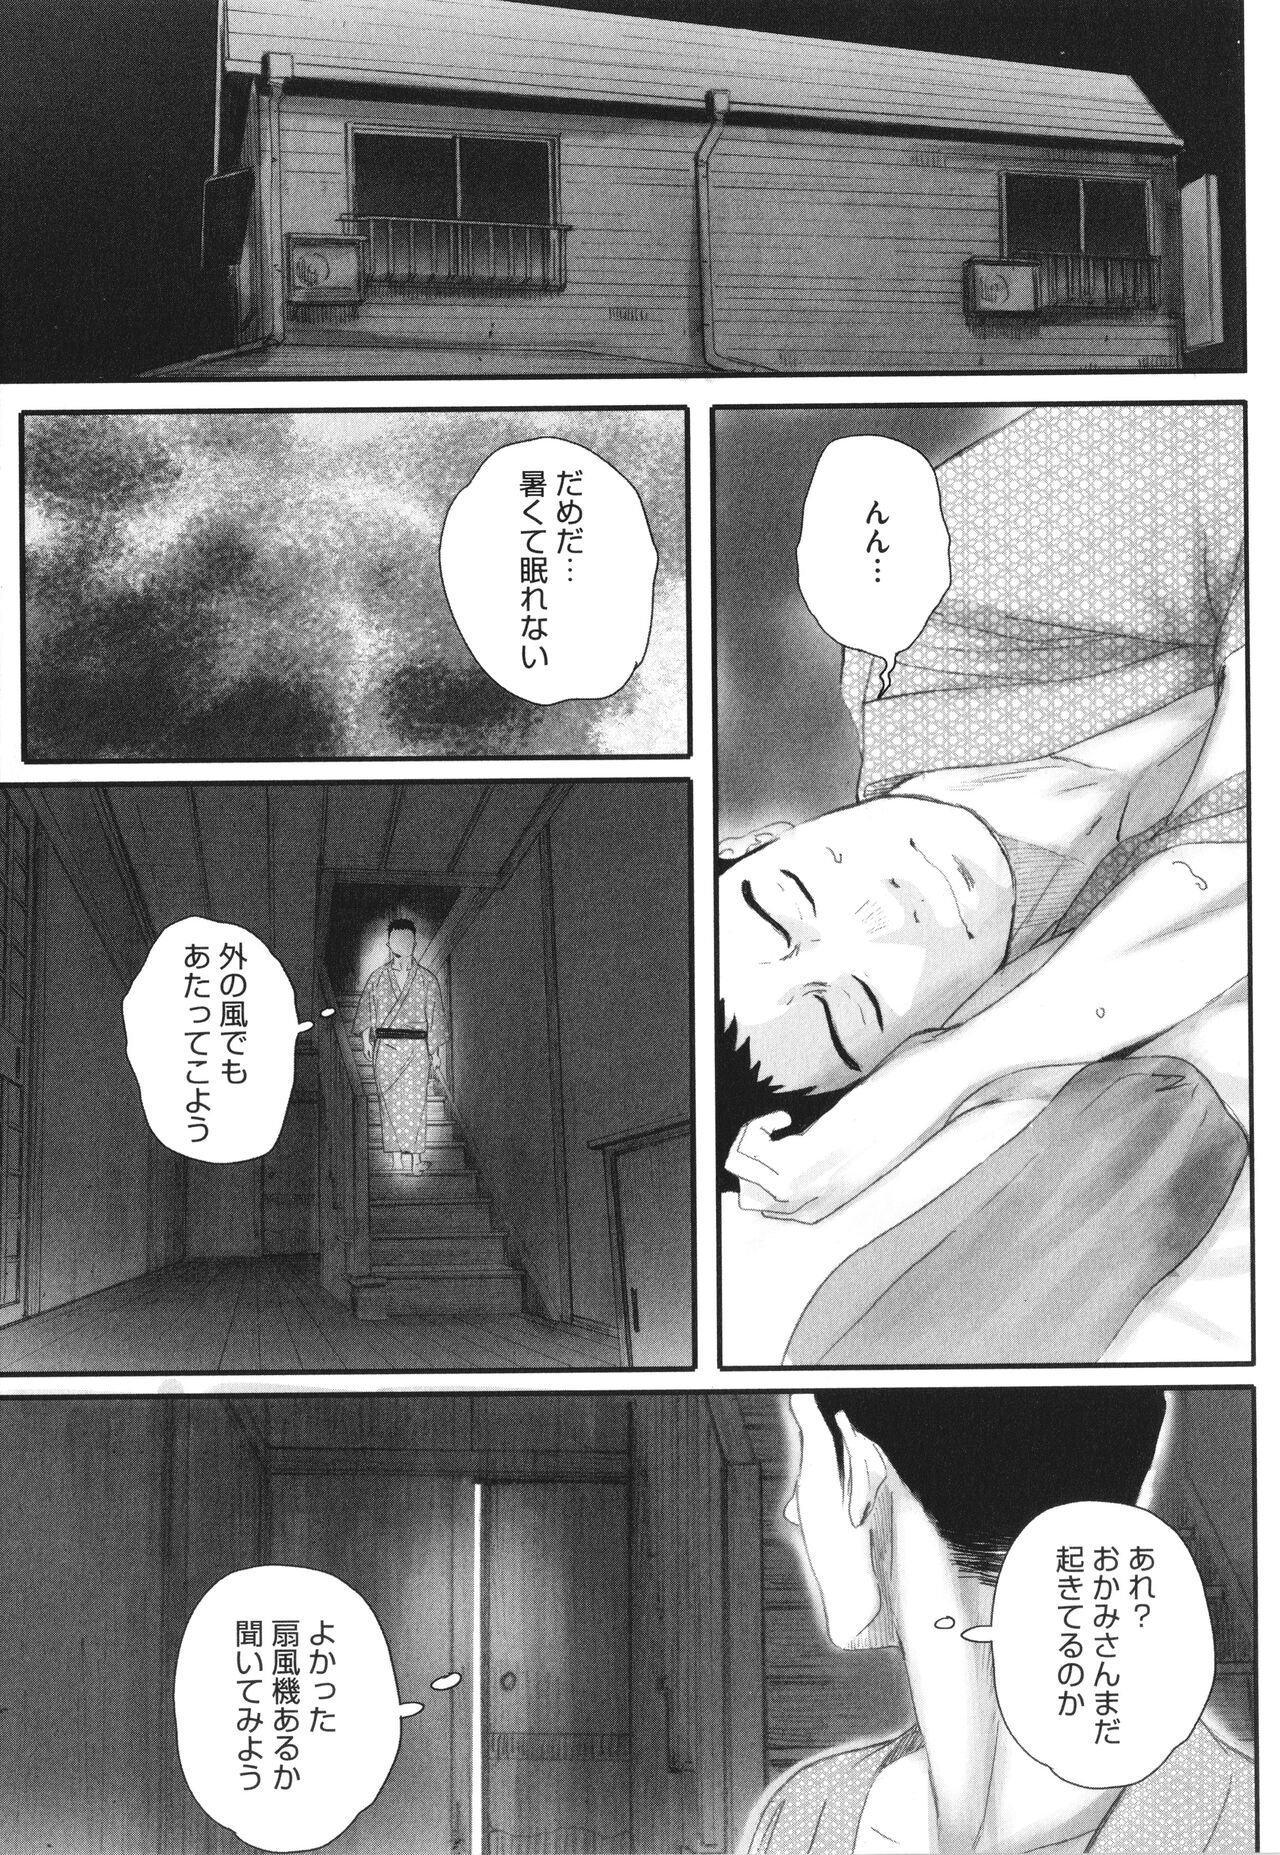 んん…
だめだ…
暑くて眠れない
外の風でも
あたってこよう
あれ?
おかみさんまだ
起きてるのか
よかった
扇風機あるか
聞いてみよう